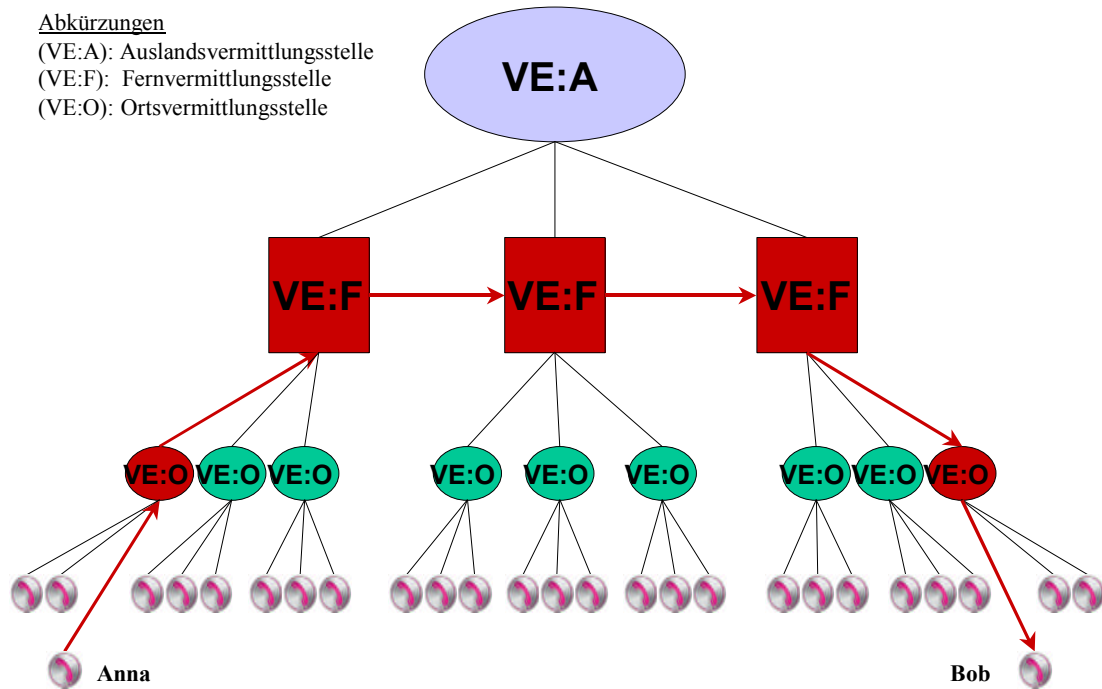 Abkürzungen
(VE:A): Auslandsvermittlungsstelle
(VE:F): Fernvermittlungsstelle
(VE:O): Ortsvermittlungsstelle
VE:A
VE:F VE:F VE:F
VE:O VE:O VE:O VE:O VE:O VE:O VE:O VE:O VE:O
Anna Bob